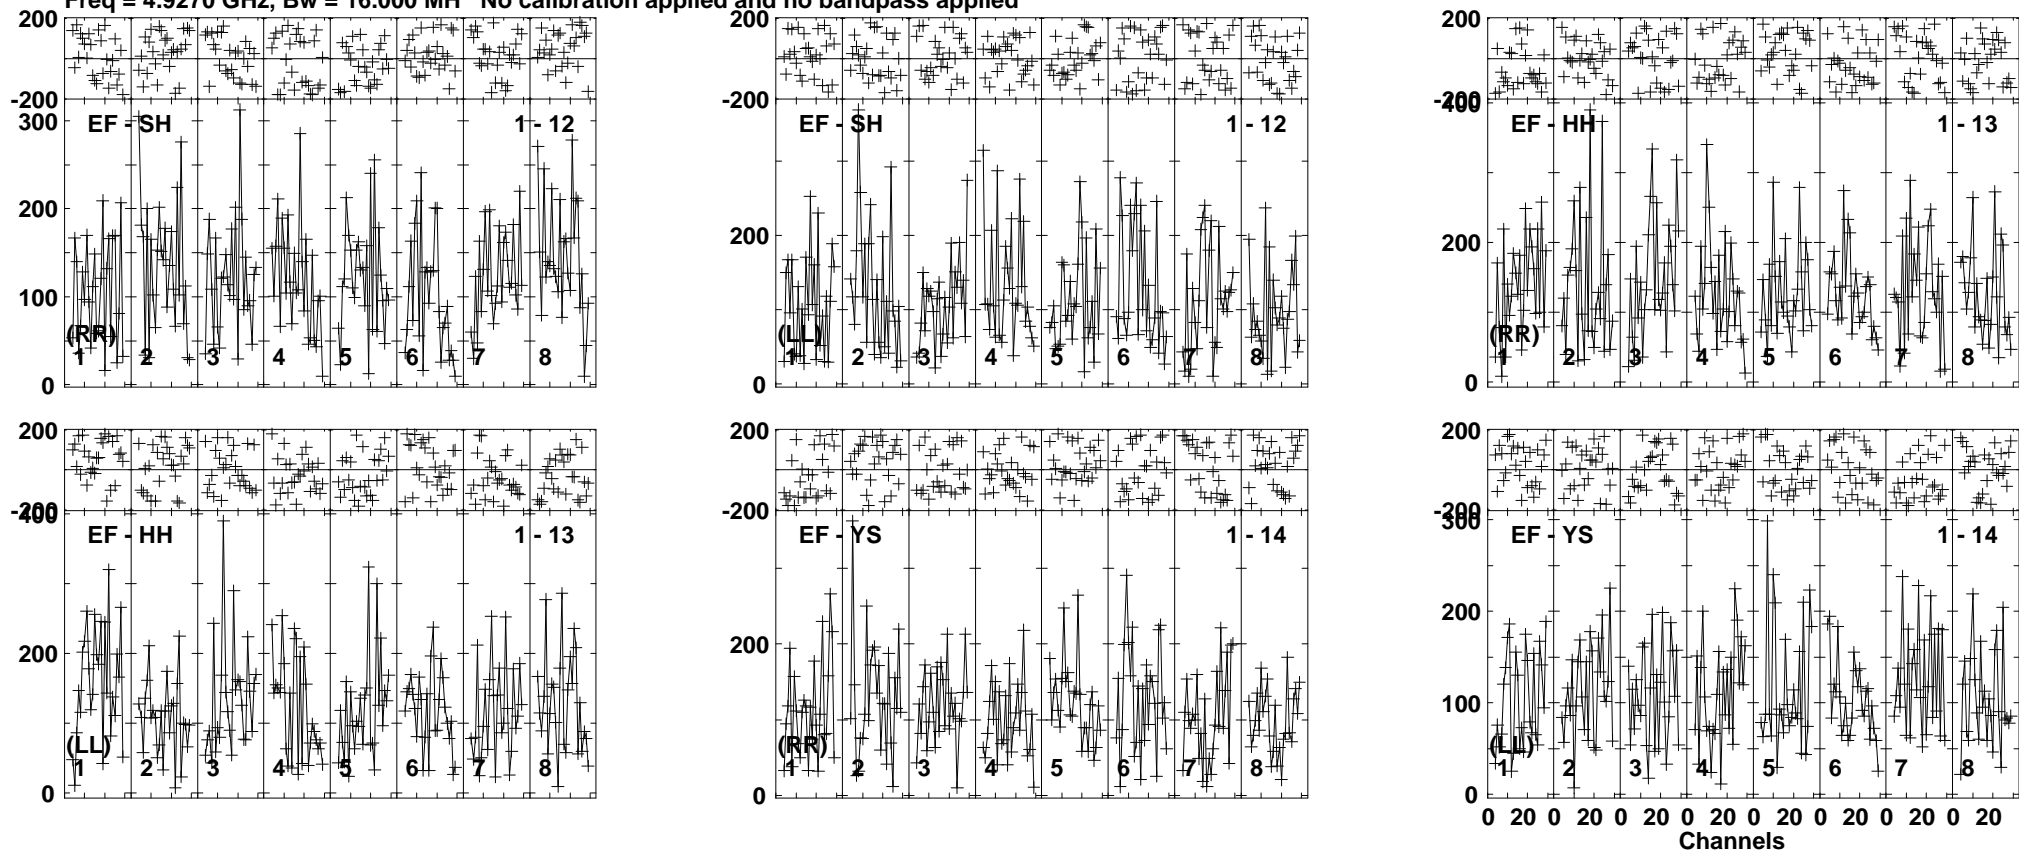 Freq = 4.9270 GHz, Bw = 16.000 MH No calibration applied and no bandpass applied
200 200 200
-200 -200 -200
300 400
EF - SH 1 - 12 EF - SH 1 - 12 EF - HH 1 - 13
200 200 200
100
(RR) (LL) (RR)
1 2 3 4 5 6 7 8 1 2 3 4 5 6 7 8 1 2 3 4 5 6 7 8
0 0 0
200 200 200
-200 -200 -200
400 300
EF - HH 1 - 13 EF - YS 1 - 14 EF - YS 1 - 14
200 200 200
100
(LL) (RR) (LL)
1 2 3 4 5 6 7 8 1 2 3 4 5 6 7 8 1 2 3 4 5 6 7 8
0 0 0
0 20 0 20 0 20 0 20 0 20 0 20 0 20 0 20
Channels